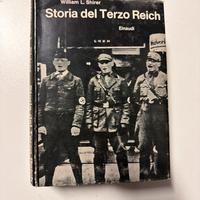 William L. Shirer
Storia del Terzo Reich
Einaudi